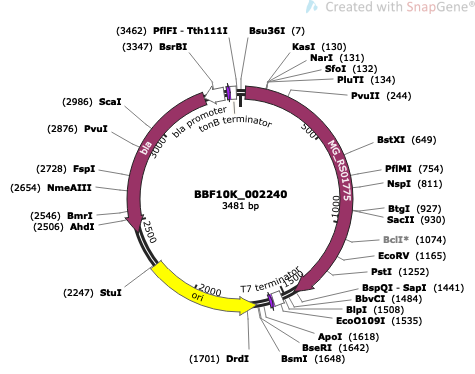 Created with SnapGene®
(3462) PflFI - Tth111I
Bsu36I (7)
(3347) BsrBI
KasI (130)
NarI (131)
SfoI (132)
PluTI (134)
PvuII (244)
(2986) ScaI
(2876) PvuI
(2728) FspI
(2654) NmeAIII
(2546) BmrI
(2506) AhdI
(2247) StuI
(1701) DrdI
BstXI (649)
PflMI (754)
NspI (811)
BtgI (927)
SacII (930)
BclI* (1074)
EcoRV (1165)
PstI (1252)
BspQI - SapI (1441)
BbvCI (1484)
BlpI (1508)
EcoO109I (1535)
ApoI (1618)
BseRI (1642)
BsmI (1648)
bla promoter
tonB terminator
bla
MG_RS01775
T7 terminator
ori
500
1000
1500
2000
2500
3000
BBF10K_002240
3481 bp